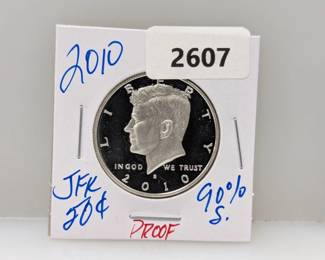 2010
2607
LIBERTY
IN GOD WE TRUST
S
2010
JFK
50¢
90%
S.
PROOF